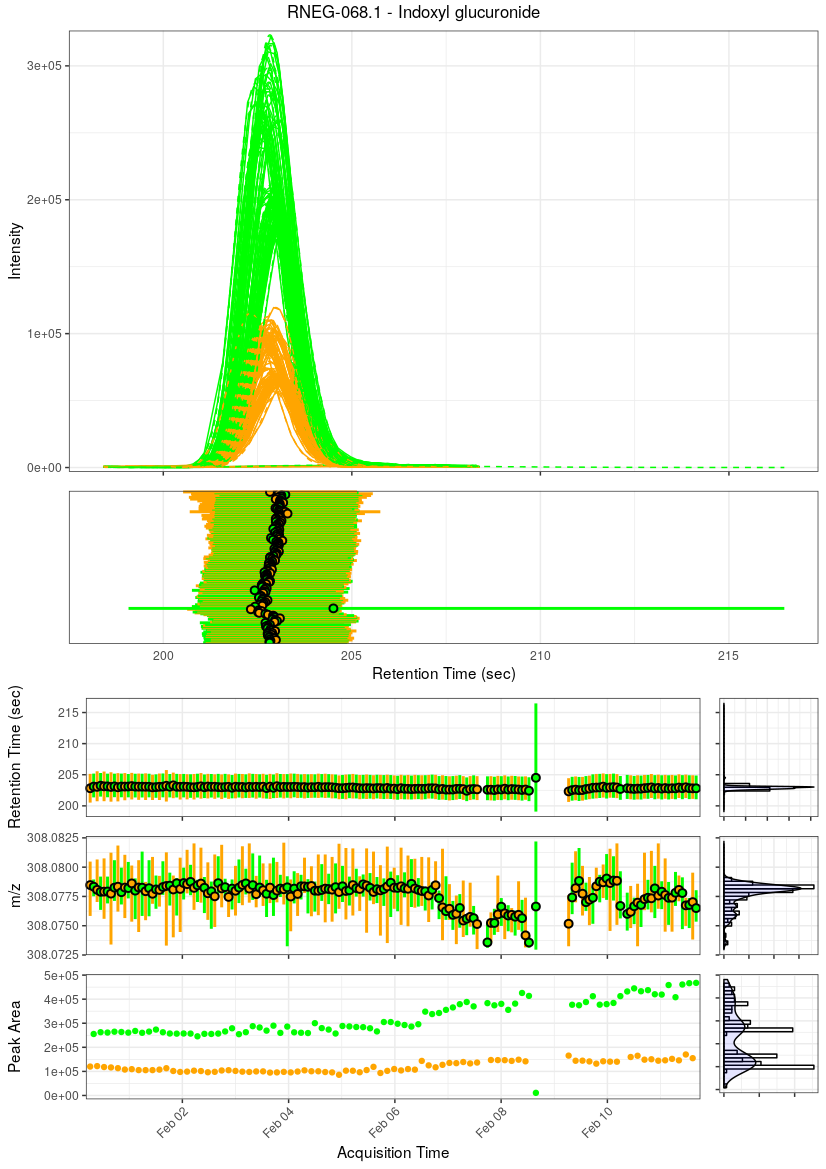 RNEG-068.1 - Indoxyl glucuronide
3e+05
2e+05
1e+05
0e+00
Intensity
200
205
210
215
Retention Time (sec)
Retention Time (sec)
215
210
205
200
m/z
308.0825
308.0800
308.0775
308.0750
308.0725
Peak Area
5e+05
4e+05
3e+05
2e+05
1e+05
0e+00
Feb 02
Feb 04
Feb 06
Feb 08
Feb 10
Acquisition Time